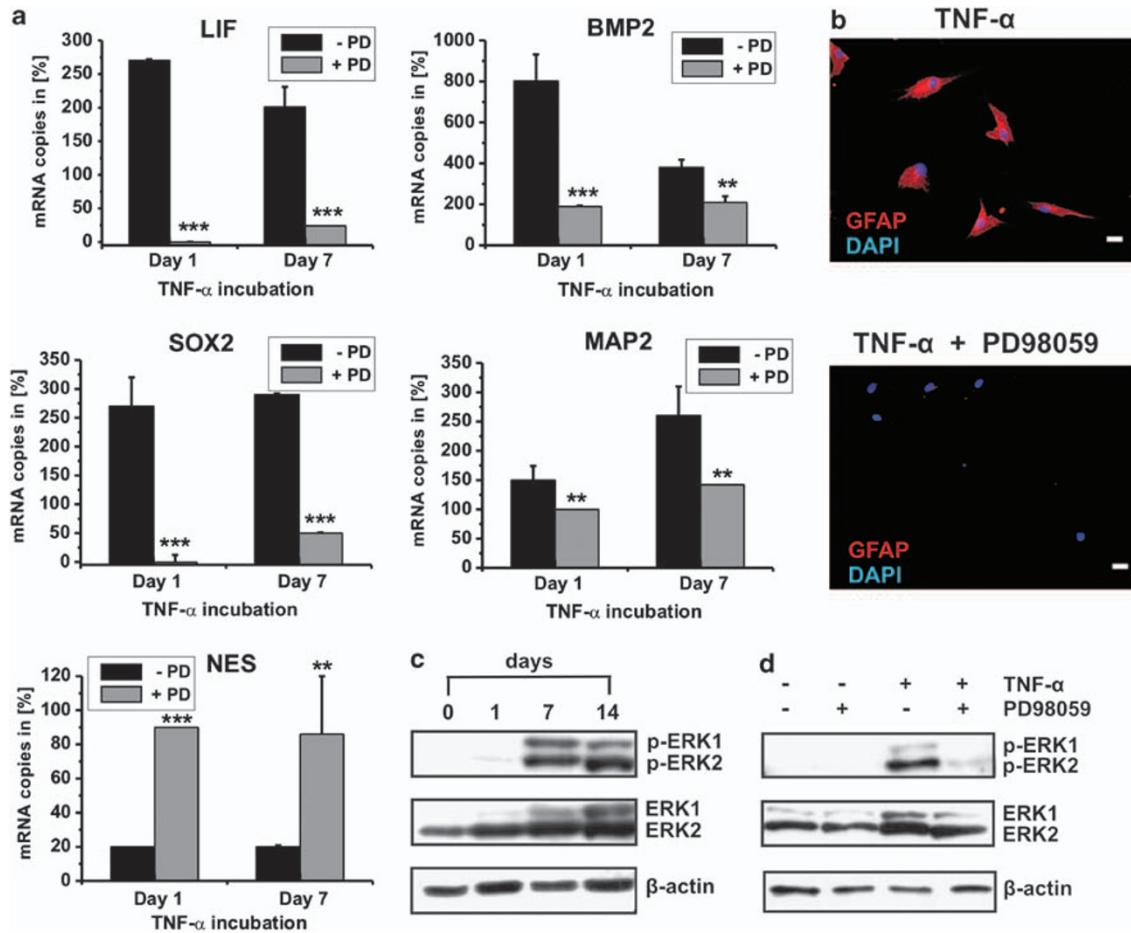 a
LIF
- PD
+ PD
mRNA copies in [%]
300
250
200
150
100
50
0
***
***
Day 1 Day 7
TNF-α incubation
BMP2
- PD
+ PD
mRNA copies in [%]
1000
800
600
400
200
0
***
**
Day 1 Day 7
TNF-α incubation
b
TNF-α
GFAP
DAPI
SOX2
- PD
+ PD
mRNA copies in [%]
350
300
250
200
150
100
50
0
***
***
Day 1 Day 7
TNF-α incubation
MAP2
- PD
+ PD
mRNA copies in [%]
350
300
250
200
150
100
50
0
**
**
Day 1 Day 7
TNF-α incubation
TNF-α + PD98059
GFAP
DAPI
NES
- PD
+ PD
mRNA copies in [%]
140
120
100
80
60
40
20
0
***
**
Day 1 Day 7
TNF-α incubation
c
days
0 1 7 14
p-ERK1
p-ERK2
ERK1
ERK2
β-actin
d
- - + + TNF-α
- + - + PD98059
p-ERK1
p-ERK2
ERK1
ERK2
β-actin